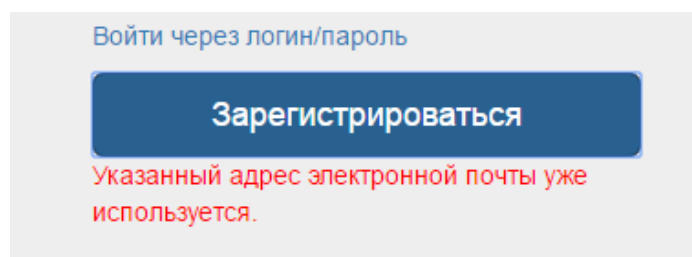 Войти через логин/пароль
Зарегистрироваться
Указанный адрес электронной почты уже
используется.